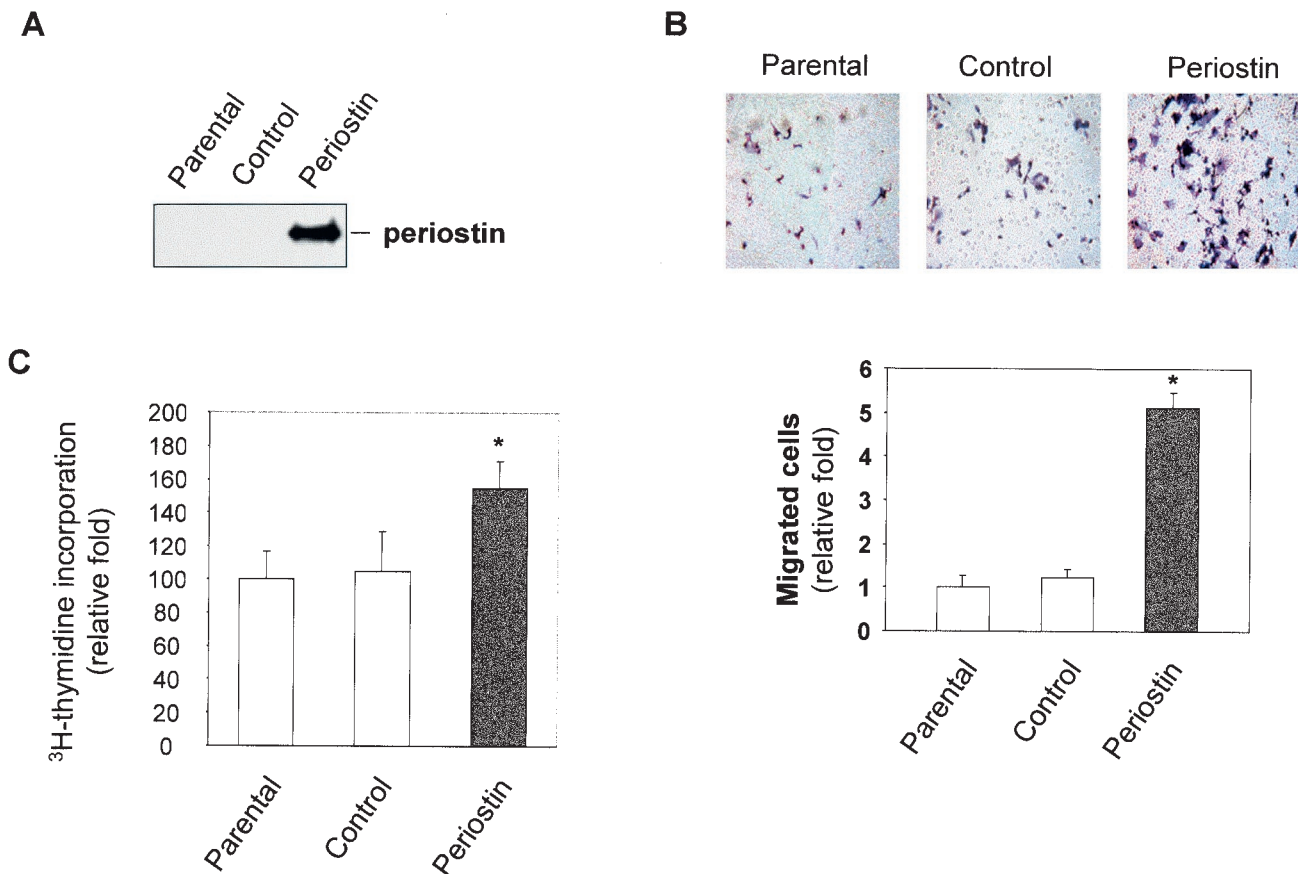 A
Parental
Control
Periostin
periostin
B
Parental
Control
Periostin
C
³H-thymidine incorporation
(relative fold)
200
180
160
140
120
100
80
60
40
20
0
*
Parental
Control
Periostin
Migrated cells
(relative fold)
6
5
4
3
2
1
0
*
Parental
Control
Periostin